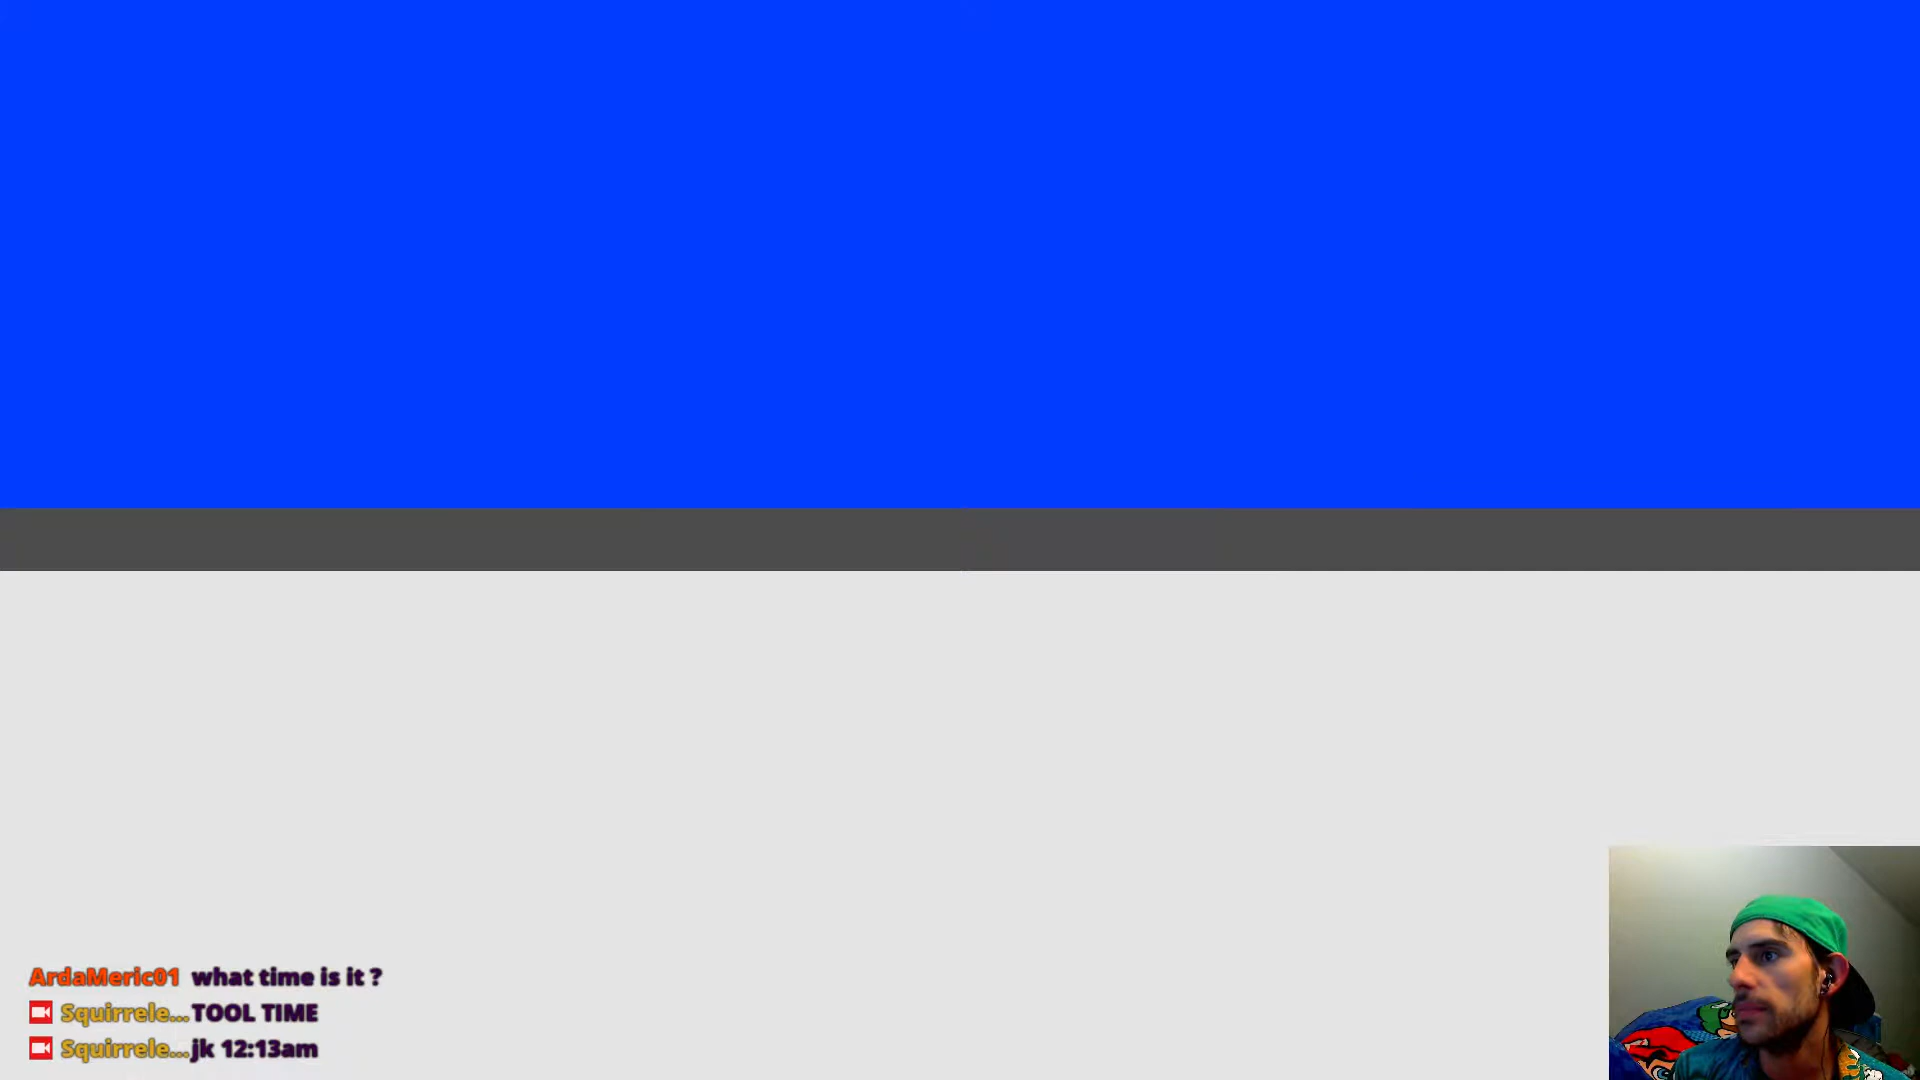 ArdaMeric01 what time is it ?
Squirrele... TOOL TIME
Squirrele... jk 12:13am